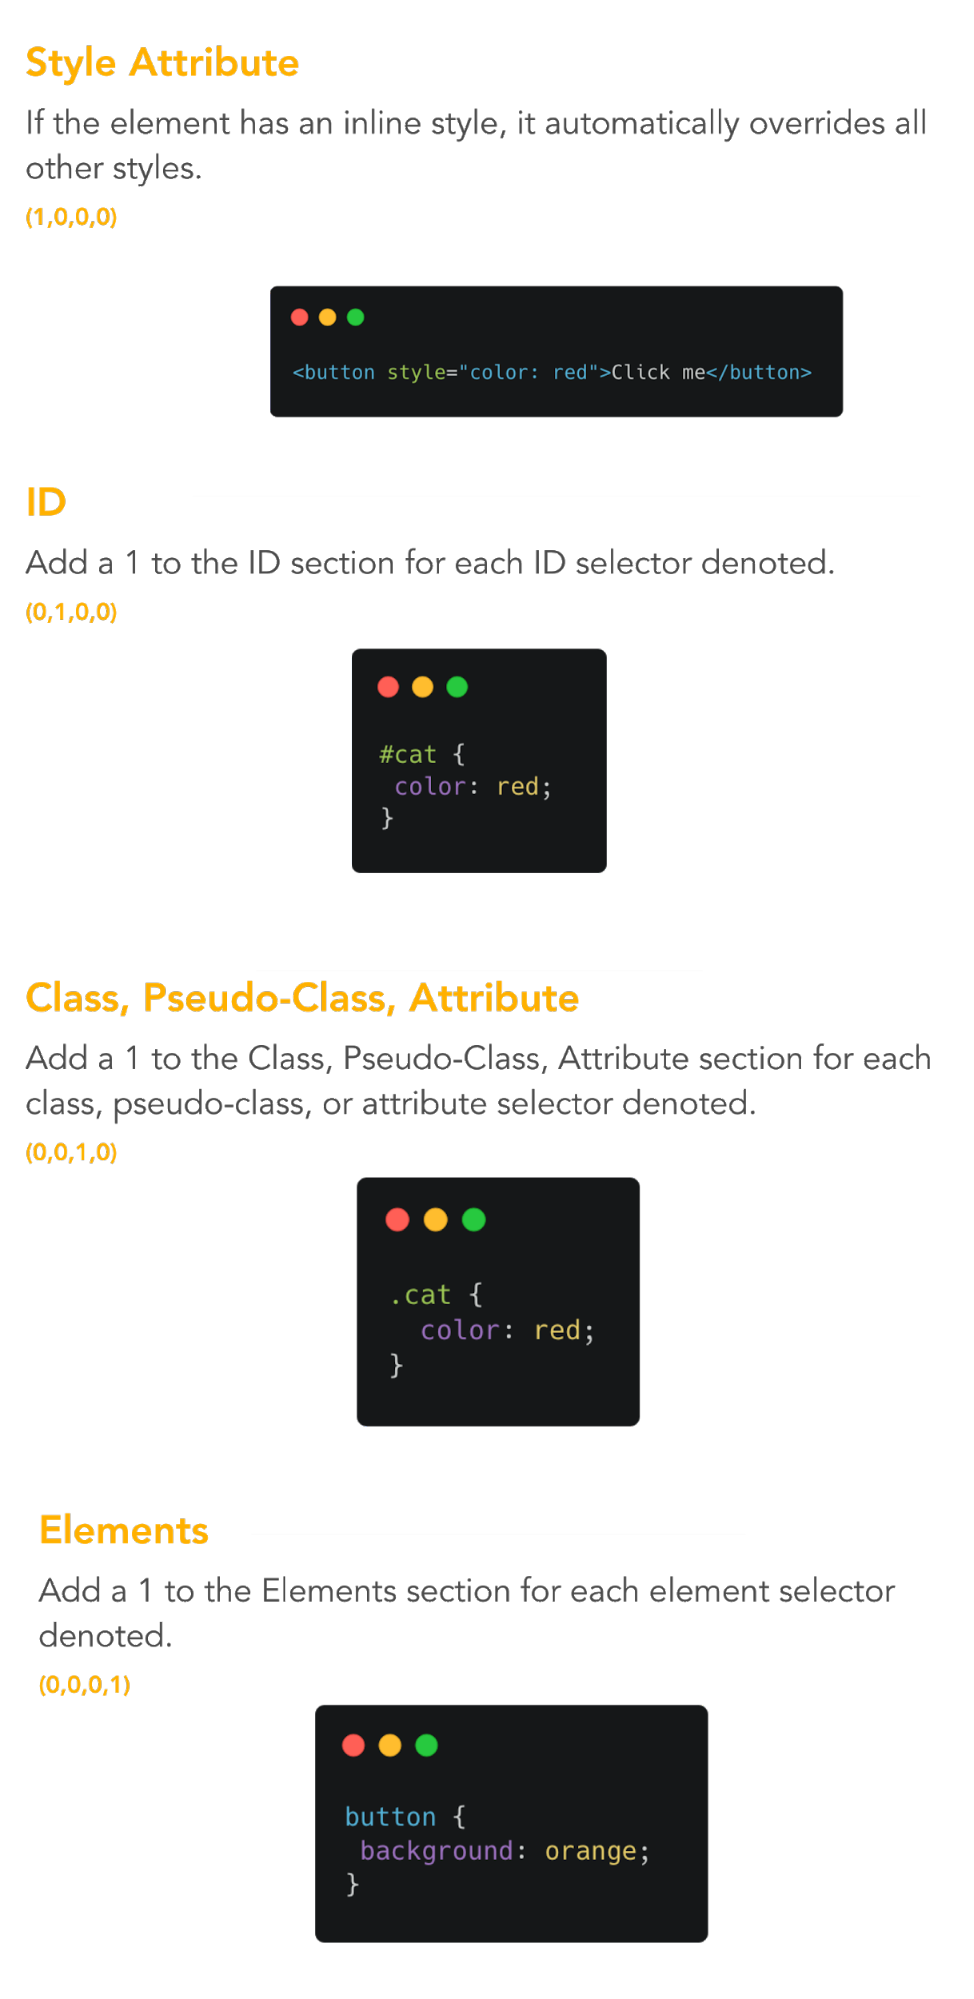 Style Attribute
If the element has an inline style, it automatically overrides all
other styles.
(1,0,0,0)
<button style="color: red">Click me</button>
ID
Add a 1 to the ID section for each ID selector denoted.
(0,1,0,0)
#cat {
 color: red;
}
Class, Pseudo-Class, Attribute
Add a 1 to the Class, Pseudo-Class, Attribute section for each
class, pseudo-class, or attribute selector denoted.
(0,0,1,0)
.cat {
  color: red;
}
Elements
Add a 1 to the Elements section for each element selector
denoted.
(0,0,0,1)
button {
 background: orange;
}